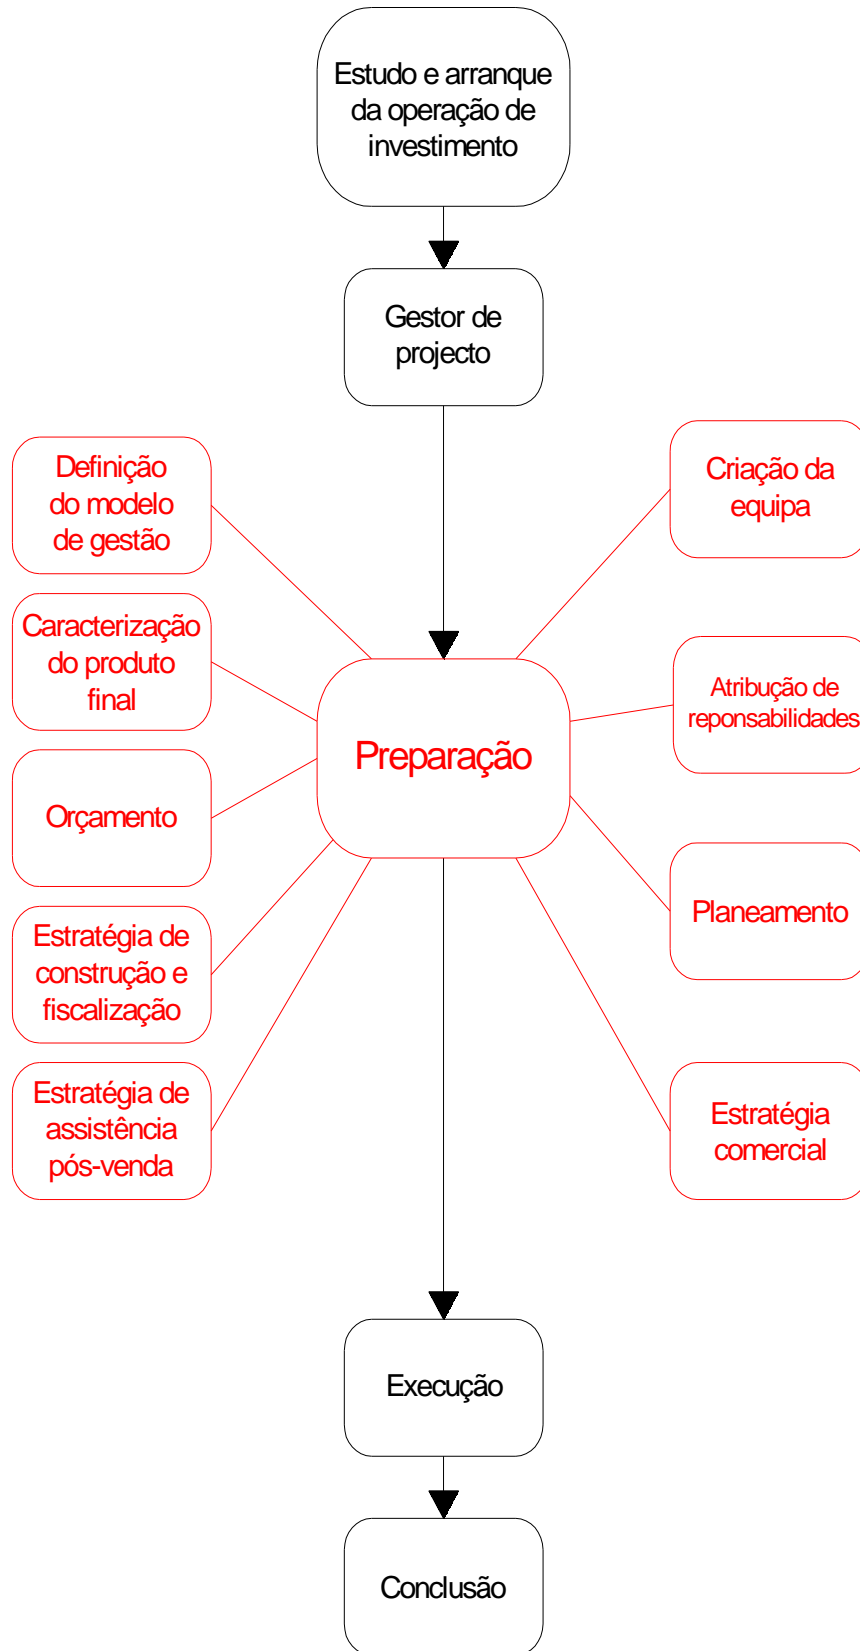 Estudo e arranque
da operação de
investimento
Gestor de
projecto
Definição
do modelo
de gestão
Criação da
equipa
Caracterização
do produto
final
Atribução de
reponsabilidades
Preparação
Orçamento
Planeamento
Estratégia de
construção e
fiscalização
Estratégia de
assistência
pós-venda
Estratégia
comercial
Execução
Conclusão